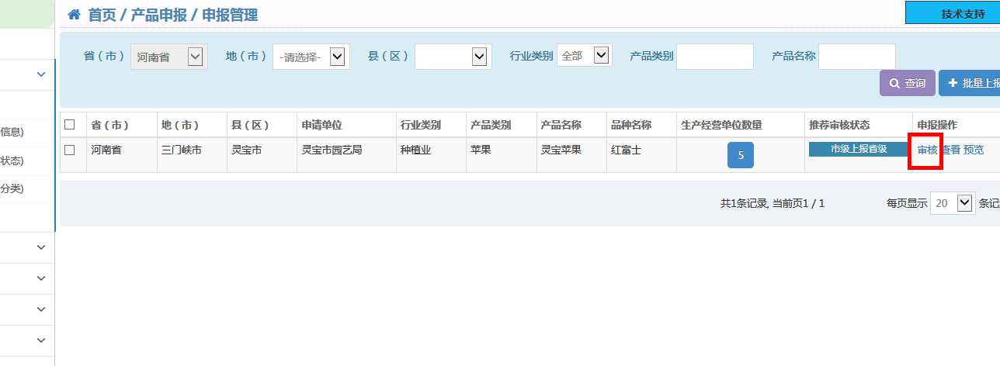 首页 / 产品申报 / 申报管理
技术支持
省（市） 河南省 地（市） -请选择- 县（区） 行业类别 全部 产品类别 产品名称
查询 批量上报
信息)
状态)
分类)
省（市） 地（市） 县（区） 申请单位 行业类别 产品类别 产品名称 品种名称 生产经营单位数量 推荐审核状态 申报操作
河南省 三门峡市 灵宝市 灵宝市园艺局 种植业 苹果 灵宝苹果 红富士 5 市级上报省级 审核 查看 预览
共1条记录, 当前页1 / 1 每页显示 20 条记